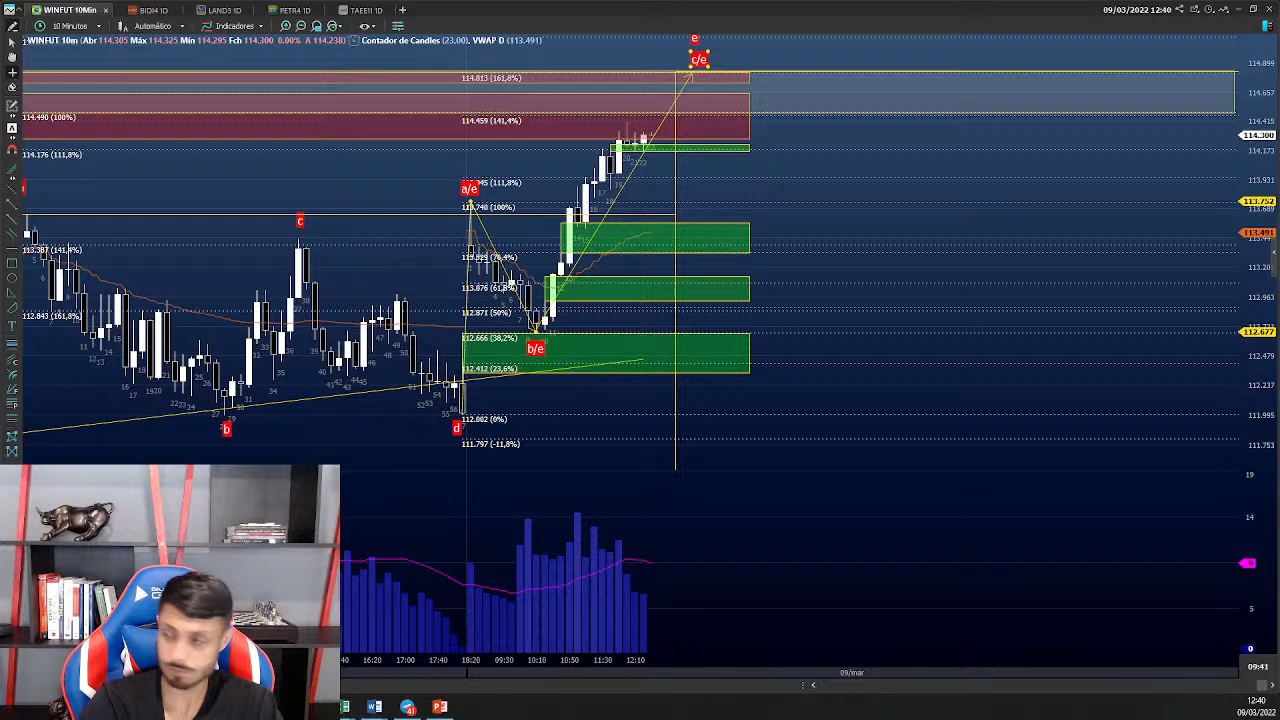 WINFUT 10Min
BIDI4 1D
LAND3 1D
PETR4 1D
TAEE11 1D
09/03/2022 12:40
10 Minutos
Automático
Indicadores
WINFUT 10m (Abr 114.305 Máx 114.325 Mín 114.295 Fch 114.300 0,00% A 114.238)
Contador de Candles (23,00)
VWAP D (113.491)
e
c/e
114.813 (161,8%)
114.490 (100%)
114.459 (141,4%)
114.176 (111,8%)
a/e
113.740 (100%)
c
113.387 (141,4%)
113.076 (61,8%)
112.871 (50%)
112.843 (161,8%)
112.666 (38,2%)
b/e
112.412 (23,6%)
112.002 (0%)
b
d
111.797 (-11,8%)
114.899
114.657
114.415
114.300
114.173
113.931
113.752
113.689
113.491
112.963
112.677
112.479
112.237
111.995
111.753
19
14
5
0
16:20
17:00
17:40
18:20
09:30
10:10
10:50
11:30
12:10
09/mar
09:41
12:40
09/03/2022